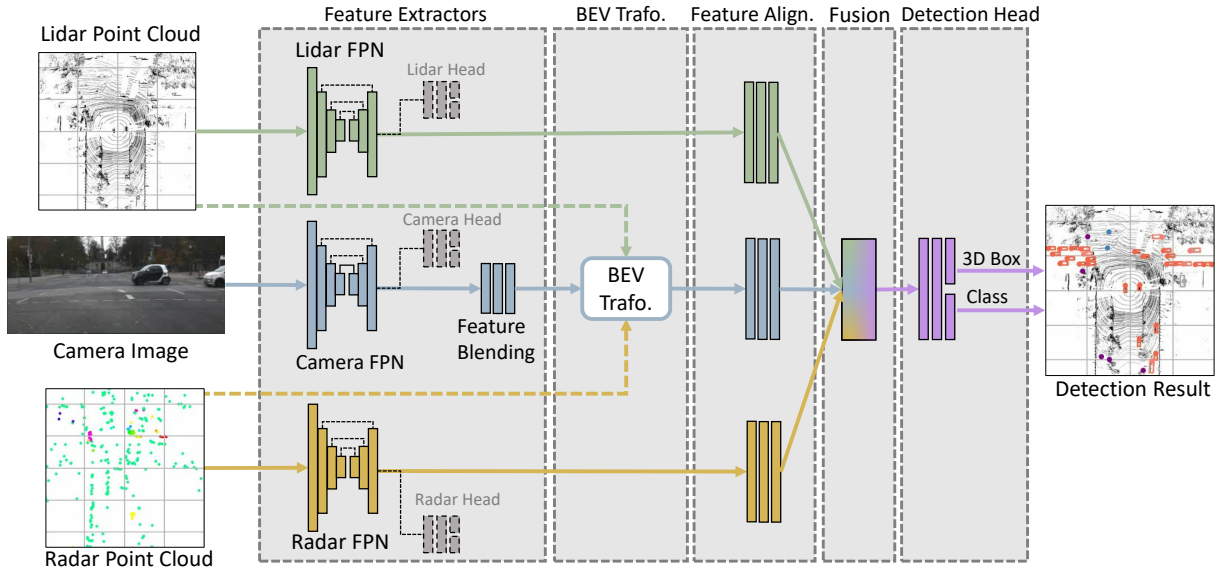 Feature Extractors
BEV Trafo.
Feature Align.
Fusion
Detection Head
Lidar Point Cloud
Lidar FPN
Lidar Head
Camera Head
BEV
Trafo.
3D Box
Class
Feature
Blending
Camera Image
Camera FPN
Detection Result
Radar Head
Radar FPN
Radar Point Cloud